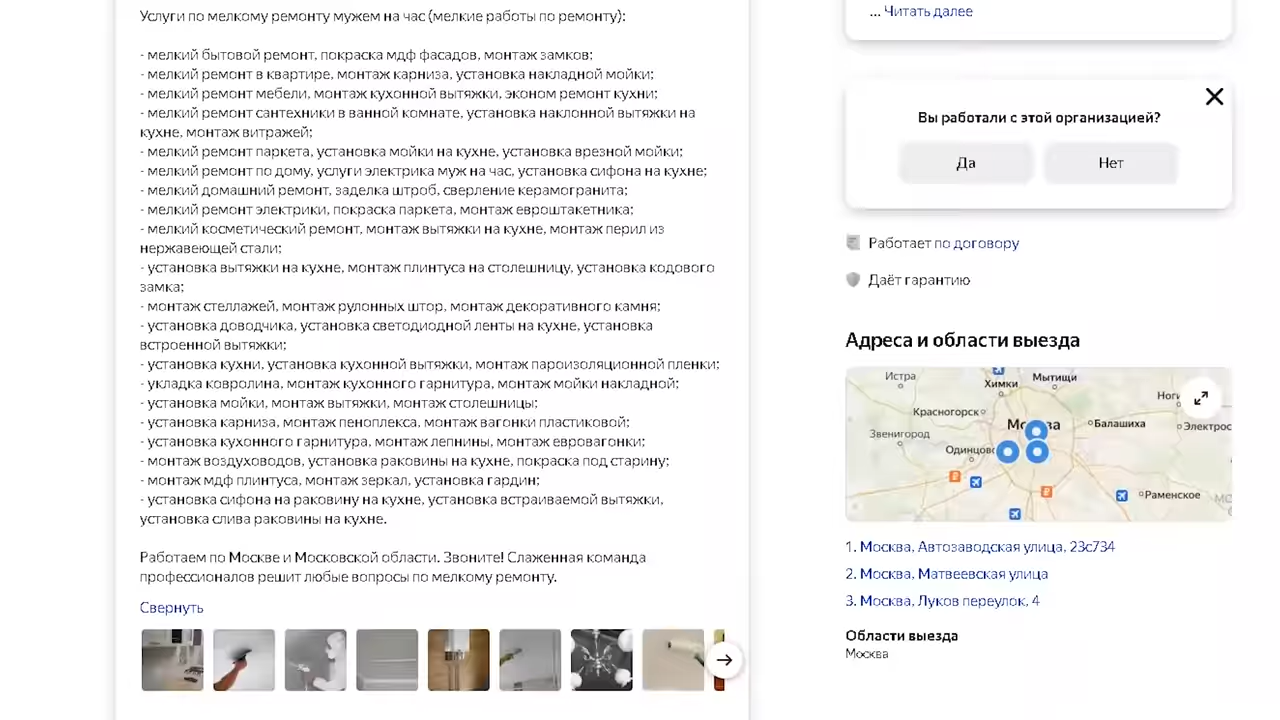 Услуги по мелкому ремонту мужем на час (мелкие работы по ремонту):
- мелкий бытовой ремонт, покраска мдф фасадов, монтаж замков;
- мелкий ремонт в квартире, монтаж карниза, установка накладной мойки;
- мелкий ремонт мебели, монтаж кухонной вытяжки, эконом ремонт кухни;
- мелкий ремонт сантехники в ванной комнате, установка наклонной вытяжки на
кухне, монтаж витражей;
- мелкий ремонт паркета, установка мойки на кухне, установка врезной мойки;
- мелкий ремонт по дому, услуги электрика муж на час, установка сифона на кухне;
- мелкий домашний ремонт, заделка штроб, сверление керамогранита;
- мелкий ремонт электрики, покраска паркета, монтаж евроштакетника;
- мелкий косметический ремонт, монтаж вытяжки на кухне, монтаж перил из
нержавеющей стали;
- установка вытяжки на кухне, монтаж плинтуса на столешницу, установка кодового
замка;
- монтаж стеллажей, монтаж рулонных штор, монтаж декоративного камня;
- установка доводчика, установка светодиодной ленты на кухне, установка
встроенной вытяжки;
- установка кухни, установка кухонной вытяжки, монтаж пароизоляционной пленки;
- укладка ковролина, монтаж кухонного гарнитура, монтаж мойки накладной;
- установка мойки, монтаж вытяжки, монтаж столешницы;
- установка карниза, монтаж пеноплекса, монтаж вагонки пластиковой;
- установка кухонного гарнитура, монтаж лепнины, монтаж евровагонки;
- монтаж воздуховодов, установка раковины на кухне, покраска под старину;
- монтаж мдф плинтуса, монтаж зеркал, установка гардин;
- установка сифона на раковину на кухне, установка встраиваемой вытяжки,
установка слива раковины на кухне.
Работаем по Москве и Московской области. Звоните! Слаженная команда
профессионалов решит любые вопросы по мелкому ремонту.
Свернуть
... Читать далее
Вы работали с этой организацией?
Да
Нет
Работает по договору
Даёт гарантию
Адреса и области выезда
Истра
Химки
Мытищи
Красногорск
Балашиха
Звенигород
Одинцово
Раменское
1. Москва, Автозаводская улица, 23с734
2. Москва, Матвеевская улица
3. Москва, Луков переулок, 4
Области выезда
Москва